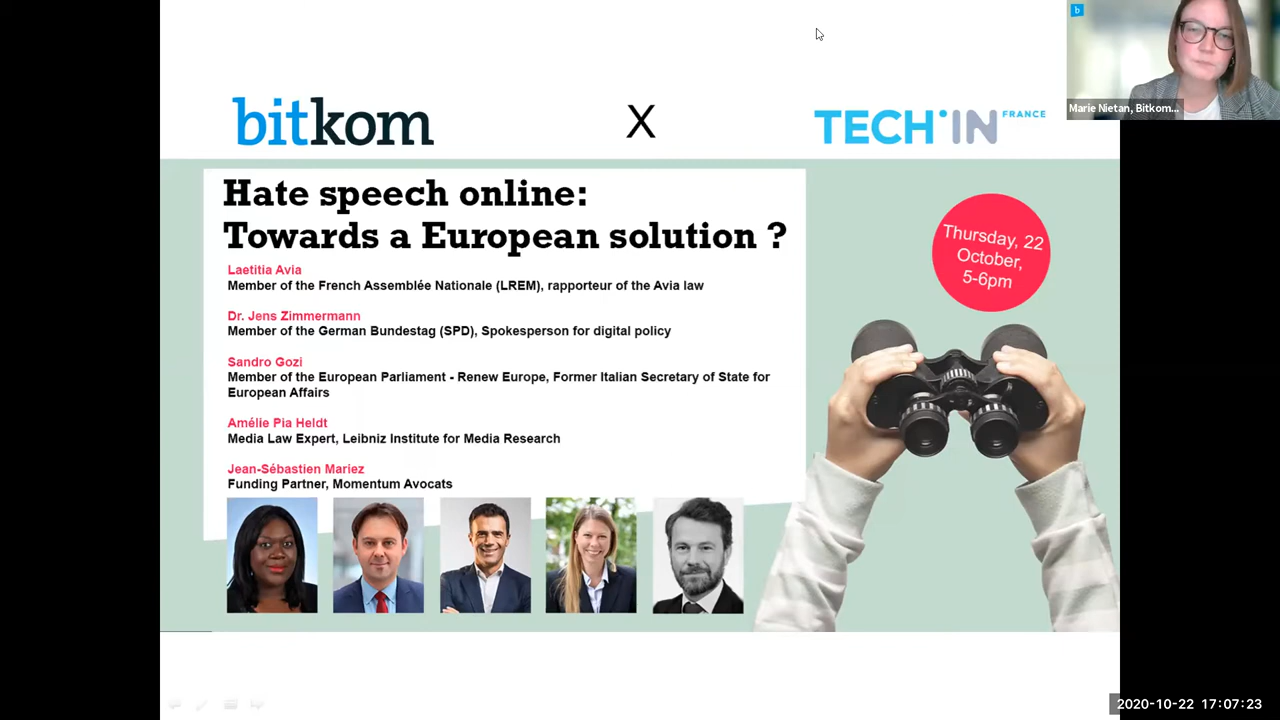 b
Marie Nietan, Bitkom...
bitkom
X
TECH'IN FRANCE
Hate speech online:
Towards a European solution ?
Thursday, 22
October,
5-6pm
Laetitia Avia
Member of the French Assemblée Nationale (LREM), rapporteur of the Avia law
Dr. Jens Zimmermann
Member of the German Bundestag (SPD), Spokesperson for digital policy
Sandro Gozi
Member of the European Parliament - Renew Europe, Former Italian Secretary of State for
European Affairs
Amélie Pia Heldt
Media Law Expert, Leibniz Institute for Media Research
Jean-Sébastien Mariez
Funding Partner, Momentum Avocats
2020-10-22 17:07:23